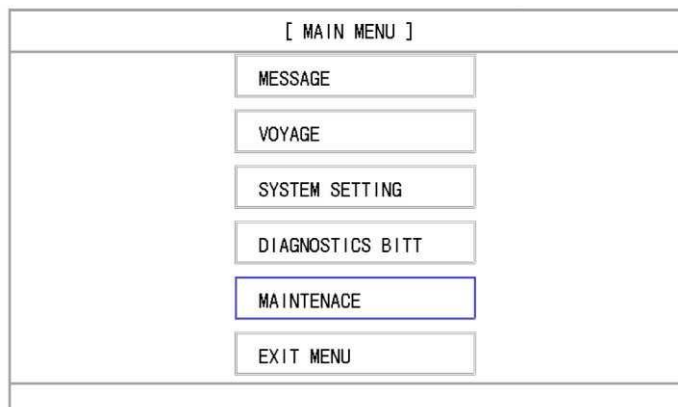 [ MAIN MENU ]
MESSAGE
VOYAGE
SYSTEM SETTING
DIAGNOSTICS BITT
MAINTENACE
EXIT MENU